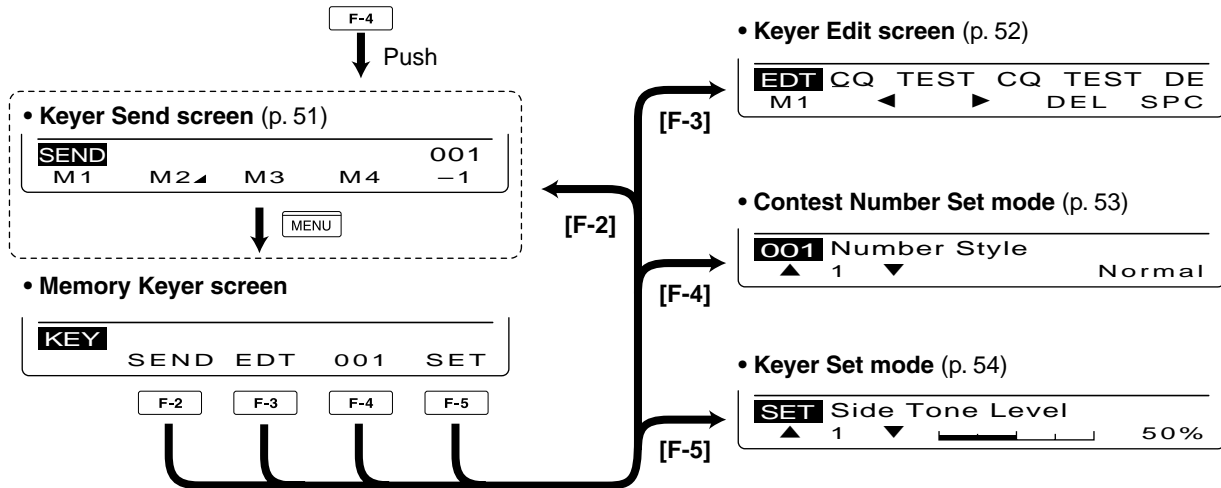 F-4
Push
• Keyer Send screen (p. 51)
SEND 001
M1 M2◢ M3 M4 −1
MENU
• Memory Keyer screen
KEY
SEND EDT 001 SET
F-2 F-3 F-4 F-5
[F-2]
[F-3]
[F-4]
[F-5]
• Keyer Edit screen (p. 52)
EDT CQ TEST CQ TEST DE
M1 ◀ ▶ DEL SPC
• Contest Number Set mode (p. 53)
001 Number Style
▲ 1 ▼ Normal
• Keyer Set mode (p. 54)
SET Side Tone Level
▲ 1 ▼ 50%